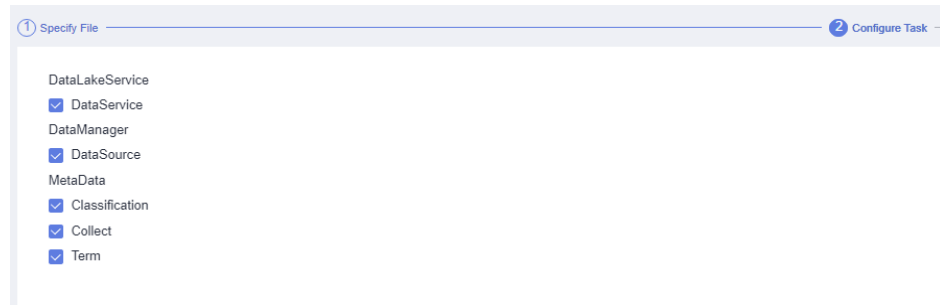 1 Specify File 2 Configure Task
DataLakeService
DataService
DataManager
DataSource
MetaData
Classification
Collect
Term